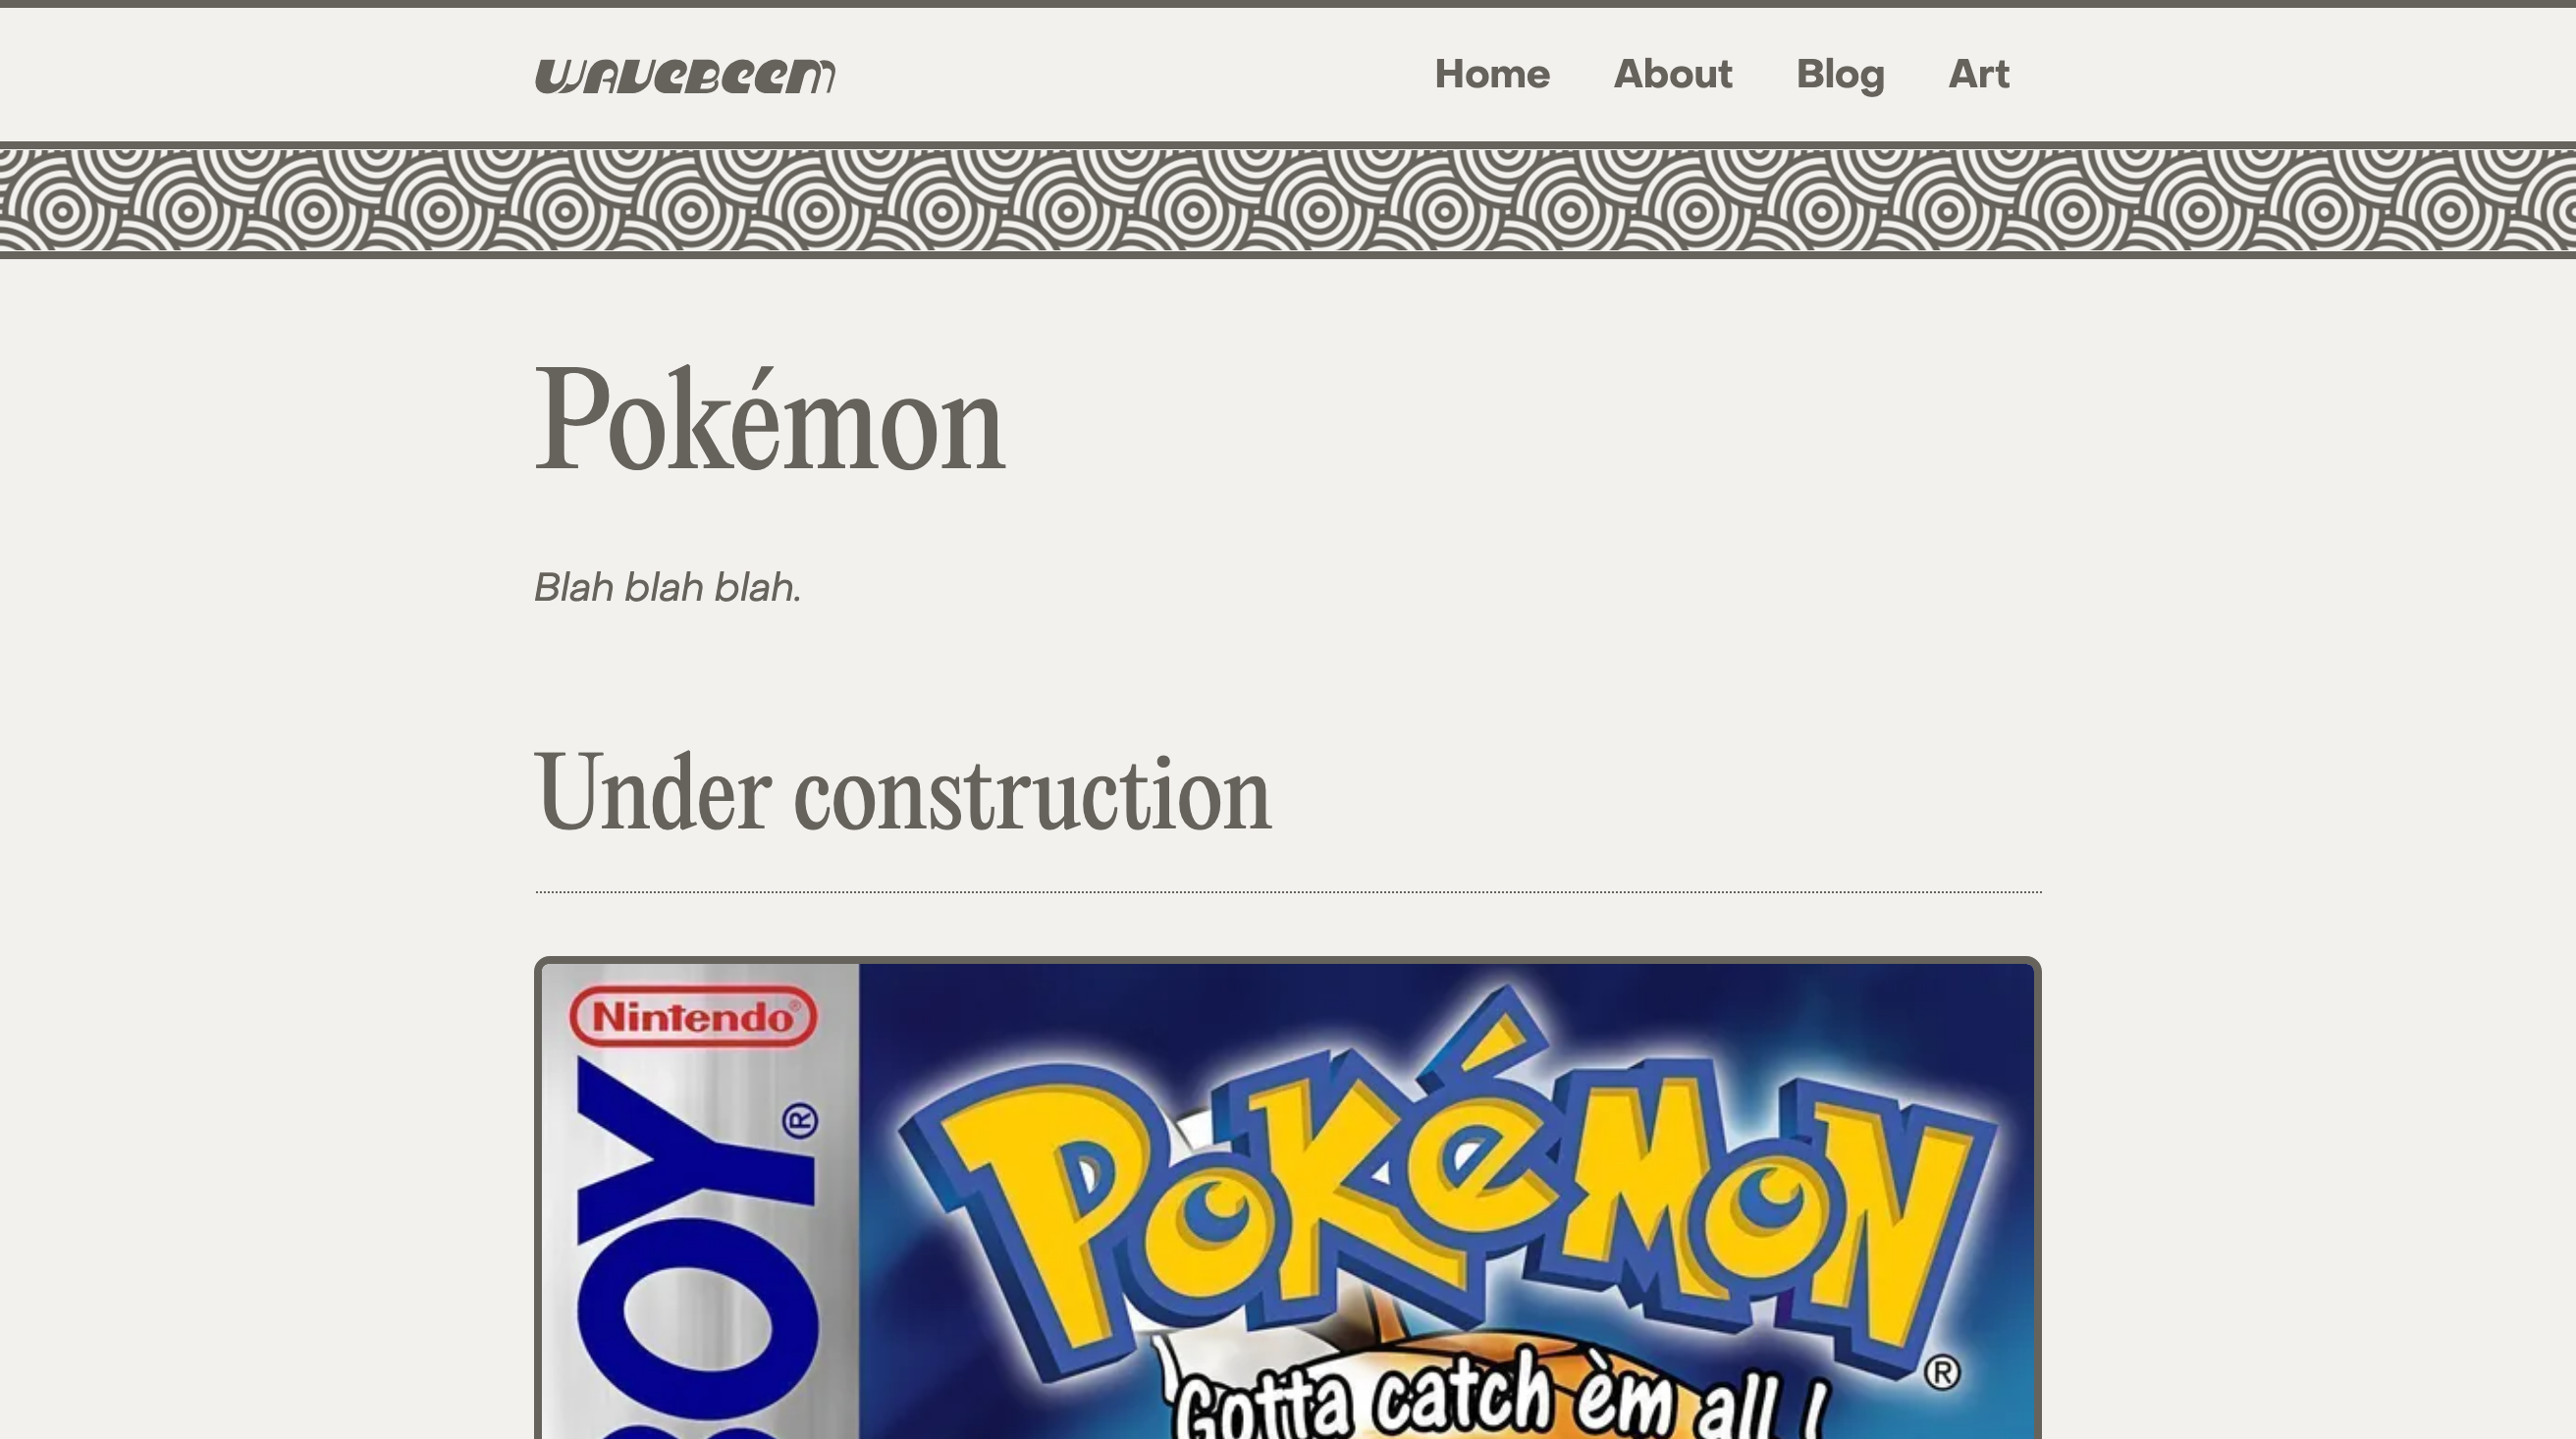 WAVEBEEM
Home About Blog Art
Pokémon
Blah blah blah.
Under construction
Nintendo®
BOY®
POKéMON®
Gotta catch èm all !